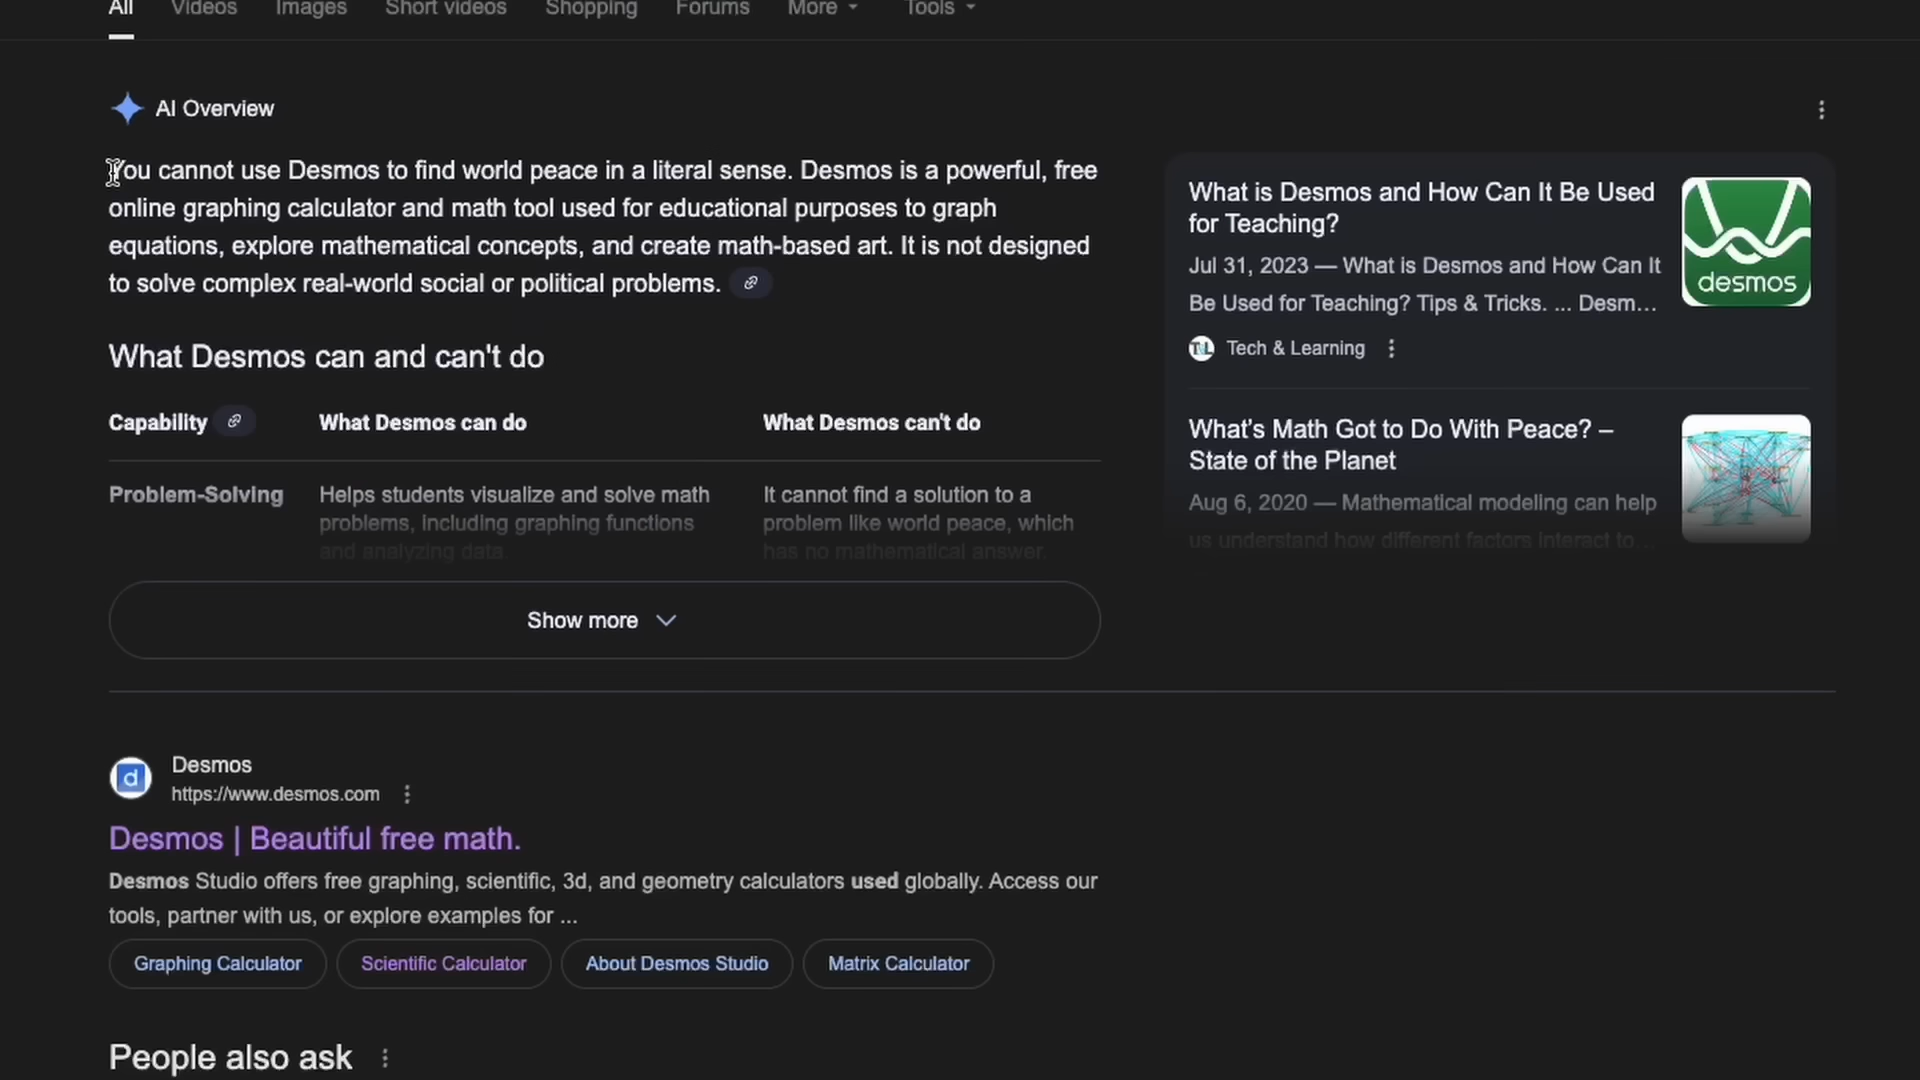 All Videos Images Short videos Shopping Forums More Tools
AI Overview
You cannot use Desmos to find world peace in a literal sense. Desmos is a powerful, free
online graphing calculator and math tool used for educational purposes to graph
equations, explore mathematical concepts, and create math-based art. It is not designed
to solve complex real-world social or political problems.
What Desmos can and can't do
Capability What Desmos can do What Desmos can't do
Problem-Solving Helps students visualize and solve math It cannot find a solution to a
problems, including graphing functions problem like world peace, which
and analyzing data. has no mathematical answer.
Show more
What is Desmos and How Can It Be Used
for Teaching?
Jul 31, 2023 — What is Desmos and How Can It
Be Used for Teaching? Tips & Tricks. ... Desm...
desmos
Tech & Learning
What's Math Got to Do With Peace? –
State of the Planet
Aug 6, 2020 — Mathematical modeling can help
us understand how different factors interact to...
Desmos
https://www.desmos.com
Desmos | Beautiful free math.
Desmos Studio offers free graphing, scientific, 3d, and geometry calculators used globally. Access our
tools, partner with us, or explore examples for ...
Graphing Calculator Scientific Calculator About Desmos Studio Matrix Calculator
People also ask